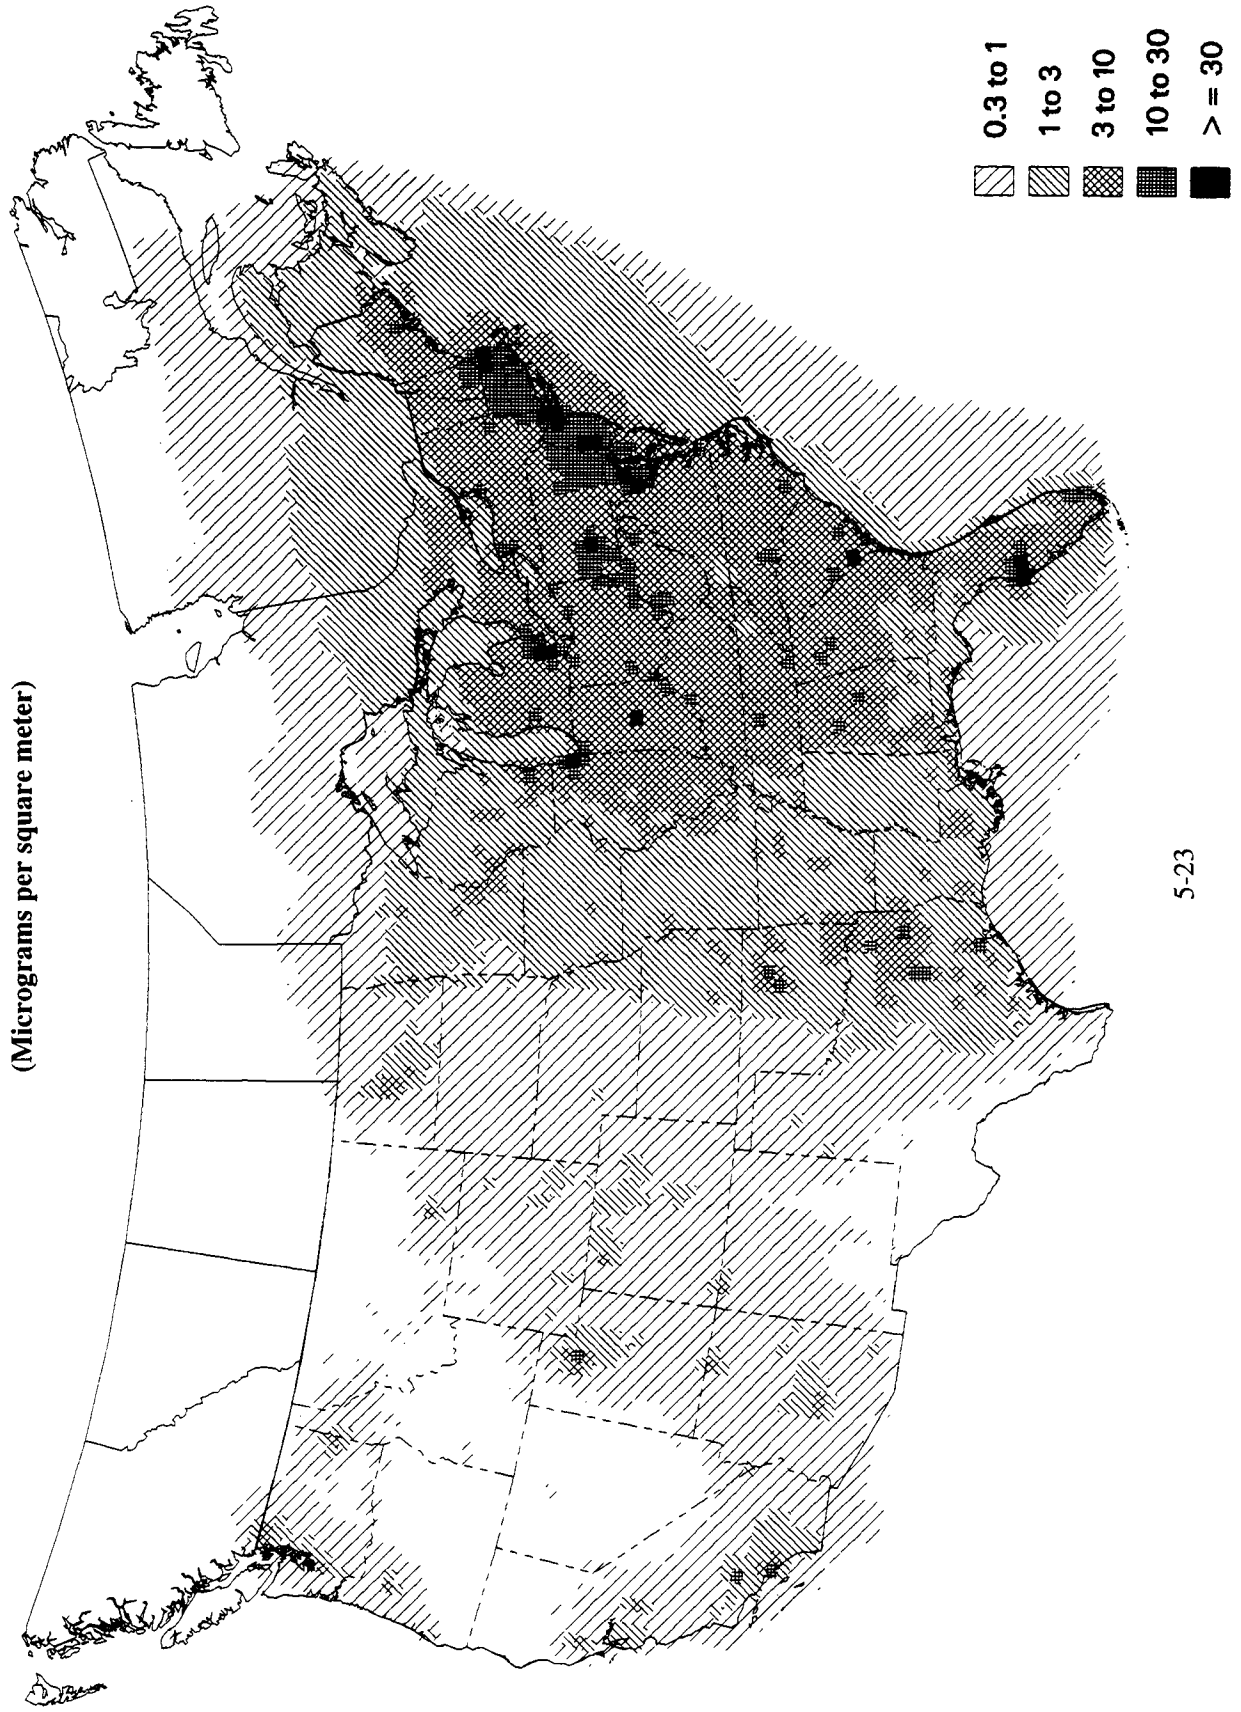 (Micrograms per square meter)
0.3 to 1
1 to 3
3 to 10
10 to 30
> = 30
5-23